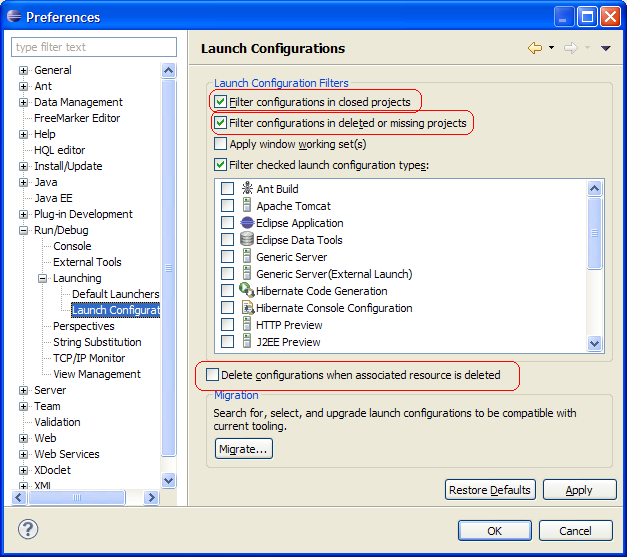 Preferences
type filter text
General
Ant
Data Management
FreeMarker Editor
Help
HQL editor
Install/Update
Java
Java EE
Plug-in Development
Run/Debug
Console
External Tools
Launching
Default Launchers
Launch Configurat
Perspectives
String Substitution
TCP/IP Monitor
View Management
Server
Team
Validation
Web
Web Services
XDoclet
XML
Launch Configurations
Launch Configuration Filters
Filter configurations in closed projects
Filter configurations in deleted or missing projects
Apply window working set(s)
Filter checked launch configuration types:
Ant Build
Apache Tomcat
Eclipse Application
Eclipse Data Tools
Generic Server
Generic Server(External Launch)
Hibernate Code Generation
Hibernate Console Configuration
HTTP Preview
J2EE Preview
Delete configurations when associated resource is deleted
Migration
Search for, select, and upgrade launch configurations to be compatible with
current tooling.
Migrate...
Restore Defaults
Apply
?
OK
Cancel